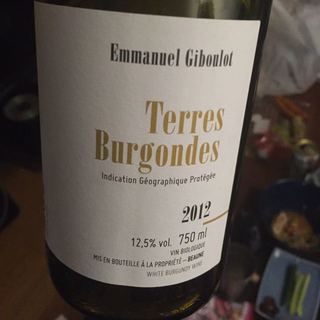 Emmanuel Giboulot
Terres
Burgondes
Indication Géographique Protégée
2012
12,5% vol. 750 ml
VIN BIOLOGIQUE
MIS EN BOUTEILLE À LA PROPRIÉTÉ – BEAUNE
WHITE BURGUNDY WINE